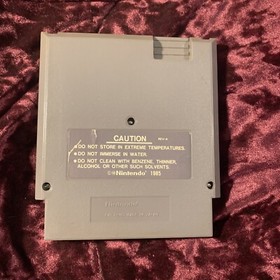 CAUTION
●DO NOT STORE IN EXTREME TEMPERATURES.
●DO NOT IMMERSE IN WATER.
●DO NOT CLEAN WITH BENZENE, THINNER,
ALCOHOL OR OTHER SUCH SOLVENTS.
©®Nintendo® 1985